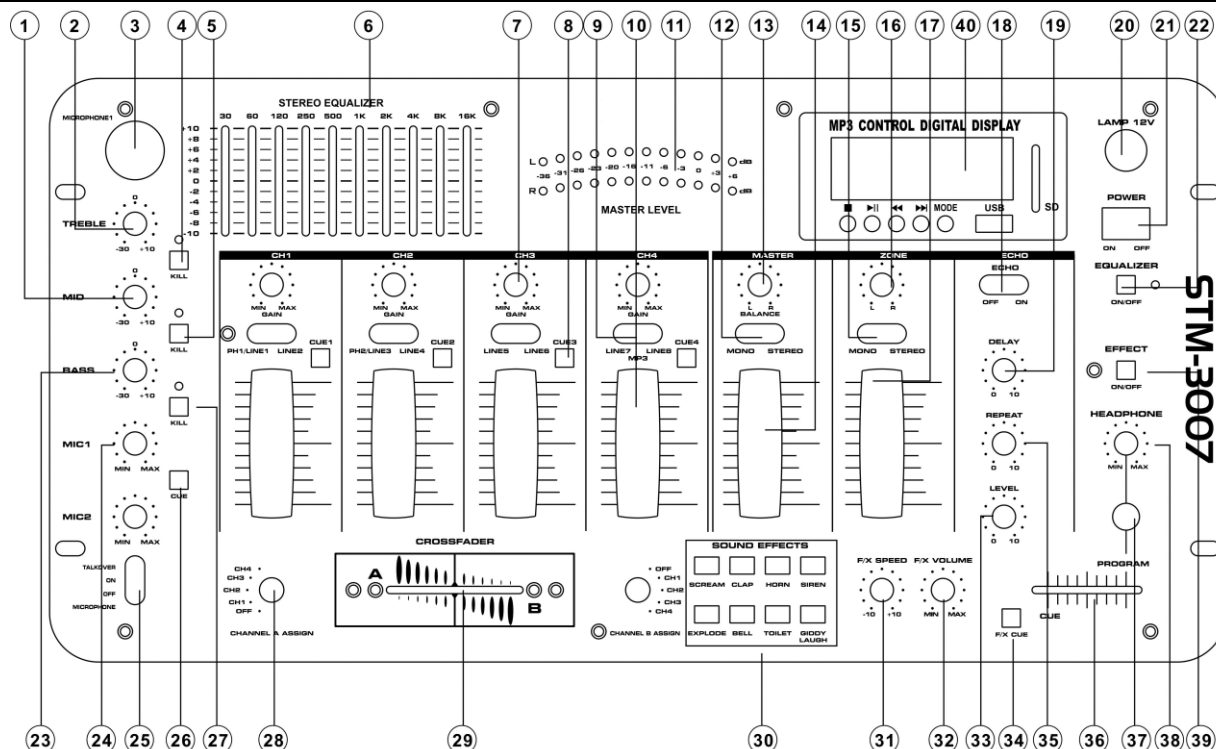 1 2 3 4 5 6 7 8 9 10 11 12 13 14 15 16 17 40 18 19 20 21 22
STEREO EQUALIZER
MICROPHONE1
30 60 120 250 500 1K 2K 4K 8K 16K
+10
+8
+6
+4
+2
0
-2
-4
-6
-8
-10
L dB
-36 -31 -26 -23 -20 -16 -11 -6 -3 0 +3 +6
R dB
MASTER LEVEL
MP3 CONTROL DIGITAL DISPLAY
MODE USB SD
LAMP 12V
POWER
ON OFF
EQUALIZER
ON/OFF
EFFECT
ON/OFF
STM-3007
TREBLE
0
-30 +10
KILL
MID
0
-30 +10
KILL
BASS
0
-30 +10
KILL
MIC1
MIN MAX
CUE
MIC2
MIN MAX
TALKOVER
ON
OFF
MICROPHONE
CH1 CH2 CH3 CH4 MASTER ZONE ECHO
MIN MAX
GAIN
CUE1
PH1/LINE1 LINE2
MIN MAX
GAIN
CUE2
PH2/LINE3 LINE4
MIN MAX
GAIN
CUE3
LINE5 LINE6
MIN MAX
GAIN
CUE4
LINE7 LINE8
MP3
L R
BALANCE
MONO STEREO
L R
MONO STEREO
ECHO
OFF ON
DELAY
0 10
REPEAT
0 10
LEVEL
0 10
HEADPHONE
MIN MAX
CH4
CH3
CH2
CH1
OFF
CHANNEL A ASSIGN
CROSSFADER
A
B
OFF
CH1
CH2
CH3
CH4
CHANNEL B ASSIGN
SOUND EFFECTS
SCREAM CLAP HORN SIREN
EXPLODE BELL TOILET GIDDY
LAUGH
F/X SPEED
-10 +10
F/X VOLUME
MIN MAX
F/X CUE
PROGRAM
CUE
23 24 25 26 27 28 29 30 31 32 33 34 35 36 37 38 39